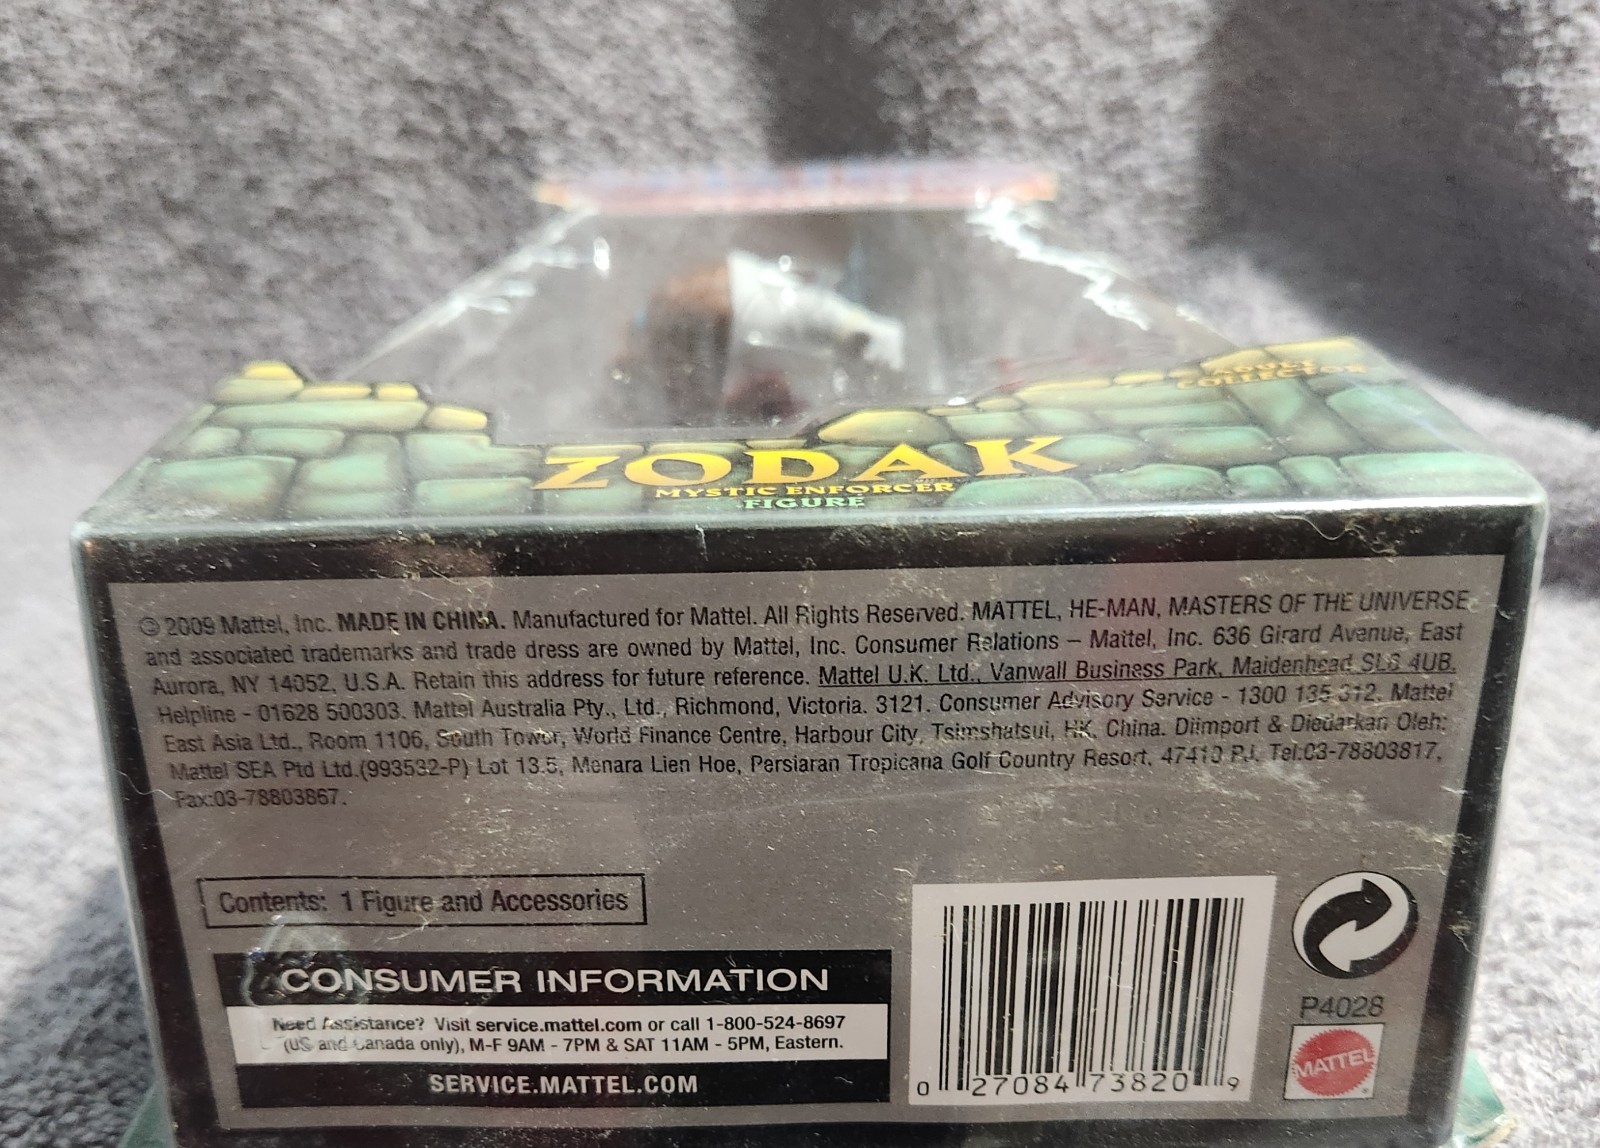 ADULT
COLLECTOR
ZODAK
MYSTIC ENFORCER
FIGURE
© 2009 Mattel, Inc. MADE IN CHINA. Manufactured for Mattel. All Rights Reserved. MATTEL, HE-MAN, MASTERS OF THE UNIVERSE
and associated trademarks and trade dress are owned by Mattel, Inc. Consumer Relations – Mattel, Inc. 636 Girard Avenue, East
Aurora, NY 14052, U.S.A. Retain this address for future reference. Mattel U.K. Ltd., Vanwall Business Park, Maidenhead SL6 4UB.
Helpline - 01628 500303. Mattel Australia Pty., Ltd., Richmond, Victoria. 3121. Consumer Advisory Service - 1300 135 312. Mattel
East Asia Ltd., Room 1106, South Tower, World Finance Centre, Harbour City, Tsimshatsui, HK, China. Diimport & Diedarkan Oleh:
Mattel SEA Ptd Ltd.(993532-P) Lot 13.5, Menara Lien Hoe, Persiaran Tropicana Golf Country Resort, 47410 PJ. Tel:03-78803817,
Fax:03-78803867.
Contents: 1 Figure and Accessories
CONSUMER INFORMATION
Need Assistance? Visit service.mattel.com or call 1-800-524-8697
(US and Canada only), M-F 9AM - 7PM & SAT 11AM - 5PM, Eastern.
SERVICE.MATTEL.COM
0 27084 73820 9
P4028
MATTEL